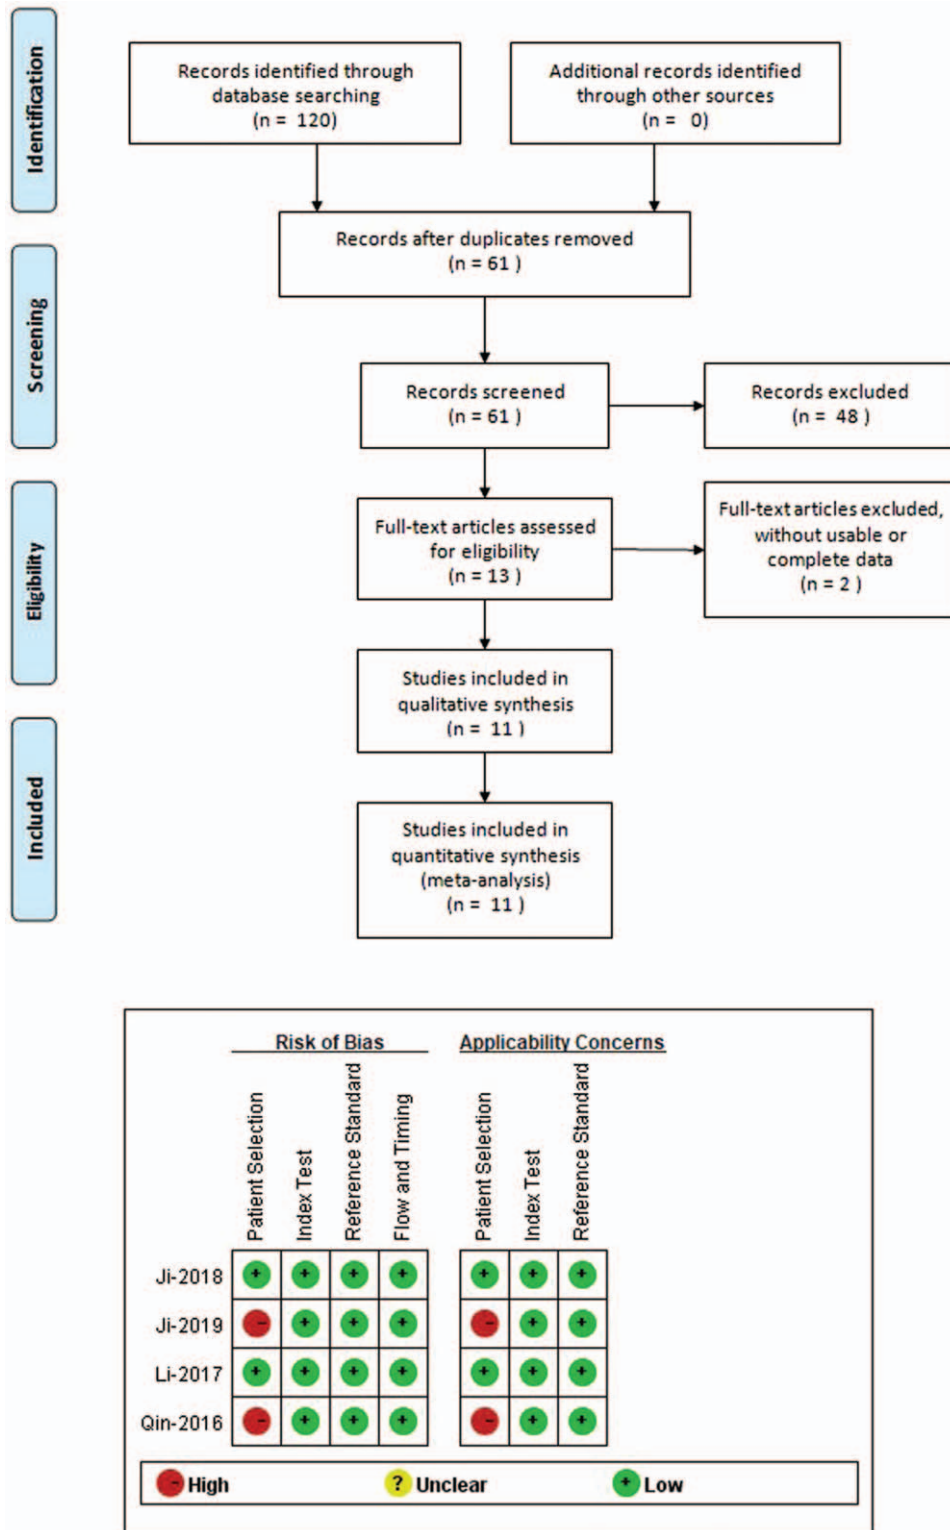 Identification
Records identified through
database searching
(n = 120)
Additional records identified
through other sources
(n = 0)
Records after duplicates removed
(n = 61 )
Screening
Records screened
(n = 61)
Records excluded
(n = 48 )
Eligibility
Full-text articles assessed
for eligibility
(n = 13 )
Full-text articles excluded,
without usable or
complete data
(n = 2 )
Studies included in
qualitative synthesis
(n = 11 )
Included
Studies included in
quantitative synthesis
(meta-analysis)
(n = 11 )
Risk of Bias
Applicability Concerns
Patient Selection
Index Test
Reference Standard
Flow and Timing
Patient Selection
Index Test
Reference Standard
Ji-2018 + + + + + + +
Ji-2019 - + + + - + +
Li-2017 + + + + + + +
Qin-2016 - + + + - + +
- High ? Unclear + Low